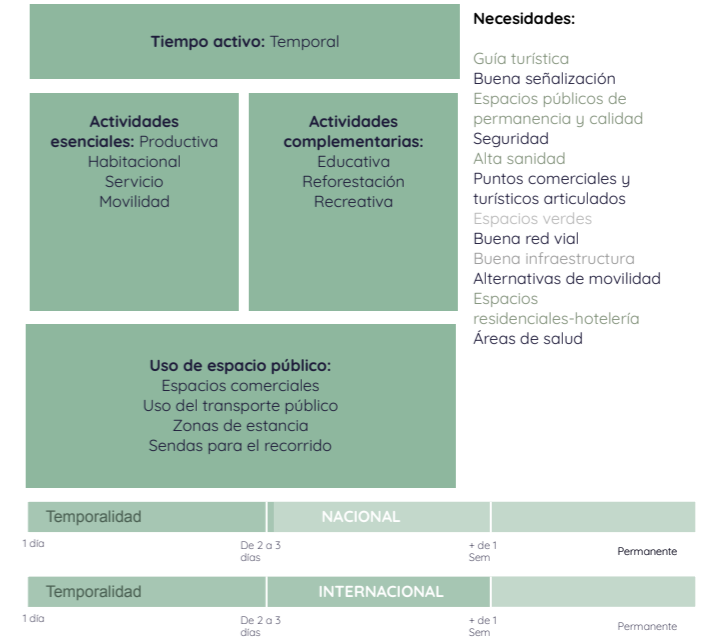 Tiempo activo: Temporal
Actividades
esenciales: Productiva
Habitacional
Servicio
Movilidad
Actividades
complementarias:
Educativa
Reforestación
Recreativa
Uso de espacio público:
Espacios comerciales
Uso del transporte público
Zonas de estancia
Sendas para el recorrido
Necesidades:
Guía turística
Buena señalización
Espacios públicos de
permanencia y calidad
Seguridad
Alta sanidad
Puntos comerciales y
turísticos articulados
Espacios verdes
Buena red vial
Buena infraestructura
Alternativas de movilidad
Espacios
residenciales-hotelería
Áreas de salud
Temporalidad NACIONAL
1 día De 2 a 3 + de 1 Permanente
días Sem
Temporalidad INTERNACIONAL
1 día De 2 a 3 + de 1 Permanente
días Sem